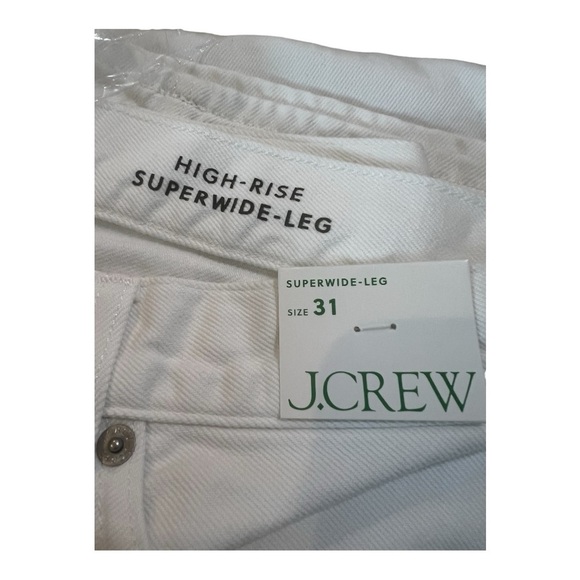 HIGH-RISE
SUPERWIDE-LEG
SUPERWIDE-LEG
SIZE 31
J.CREW